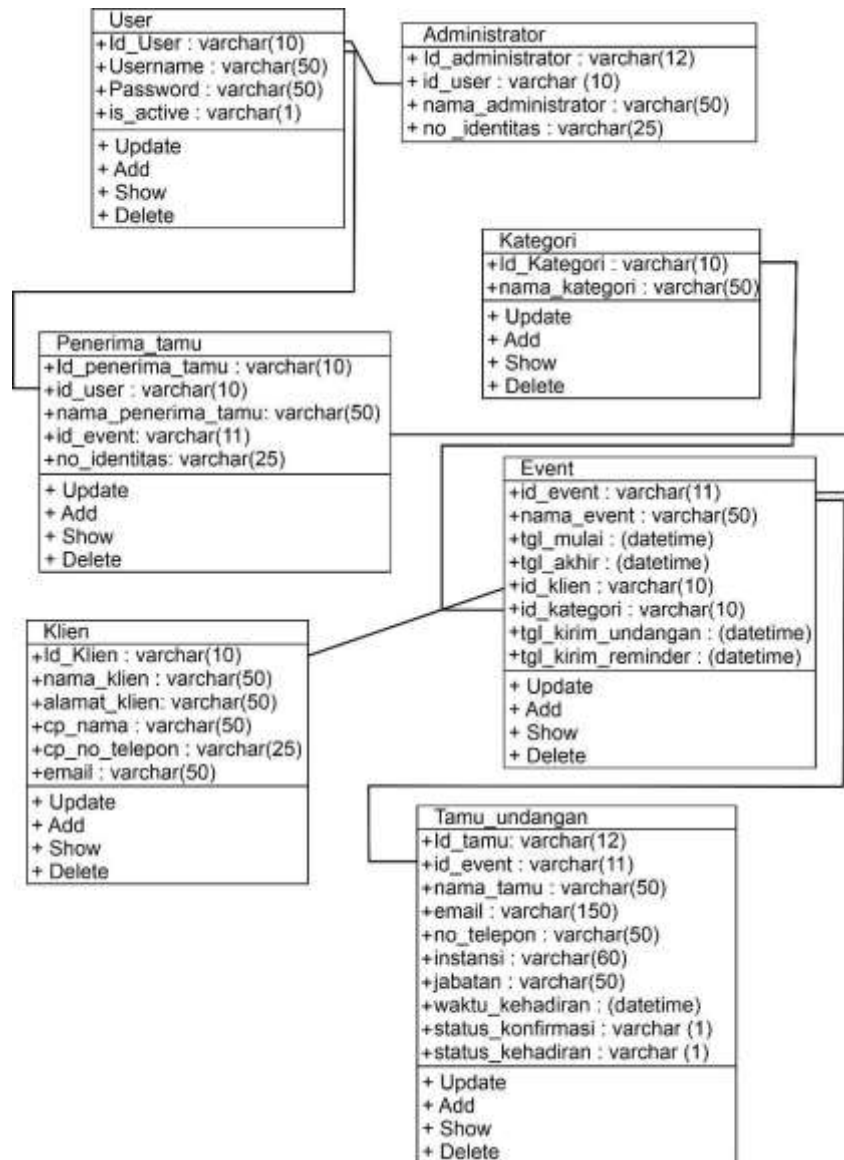 User
+Id_User : varchar(10)
+Username : varchar(50)
+Password : varchar(50)
+is_active : varchar(1)
+ Update
+ Add
+ Show
+ Delete
Administrator
+ Id_administrator : varchar(12)
+ id_user : varchar (10)
+ nama_administrator : varchar(50)
+ no _identitas : varchar(25)
Kategori
+Id_Kategori : varchar(10)
+nama_kategori : varchar(50)
+ Update
+ Add
+ Show
+ Delete
Penerima_tamu
+Id_penerima_tamu : varchar(10)
+id_user : varchar(10)
+nama_penerima_tamu: varchar(50)
+id_event: varchar(11)
+no_identitas: varchar(25)
+ Update
+ Add
+ Show
+ Delete
Event
+id_event : varchar(11)
+nama_event : varchar(50)
+tgl_mulai : (datetime)
+tgl_akhir : (datetime)
+id_klien : varchar(10)
+id_kategori : varchar(10)
+tgl_kirim_undangan : (datetime)
+tgl_kirim_reminder : (datetime)
+ Update
+ Add
+ Show
+ Delete
Klien
+Id_Klien : varchar(10)
+nama_klien : varchar(50)
+alamat_klien: varchar(50)
+cp_nama : varchar(50)
+cp_no_telepon : varchar(25)
+email : varchar(50)
+ Update
+ Add
+ Show
+ Delete
Tamu_undangan
+Id_tamu: varchar(12)
+id_event : varchar(11)
+nama_tamu : varchar(50)
+email : varchar(150)
+no_telepon : varchar(50)
+instansi : varchar(60)
+jabatan : varchar(50)
+waktu_kehadiran : (datetime)
+status_konfirmasi : varchar (1)
+status_kehadiran : varchar (1)
+ Update
+ Add
+ Show
+ Delete